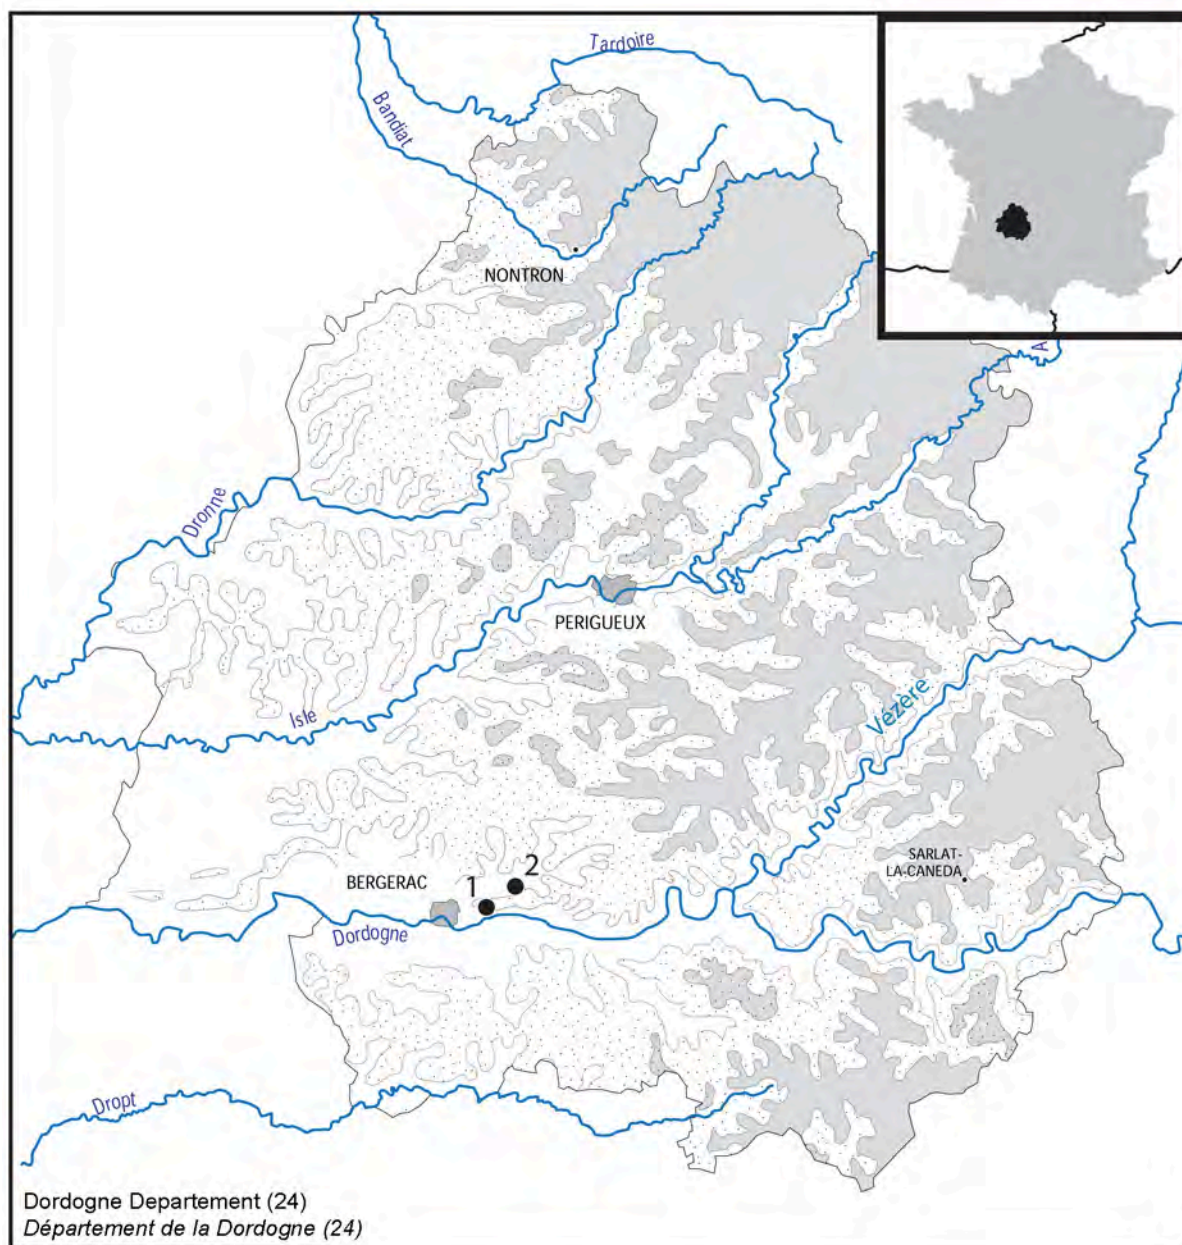 Tardoire
Bandiat
NONTRON
A
Dronne
PERIGUEUX
Isle
Vézère
SARLAT-
LA-CANEDA
BERGERAC
1
2
Dordogne
Dropt
Dordogne Departement (24)
Département de la Dordogne (24)